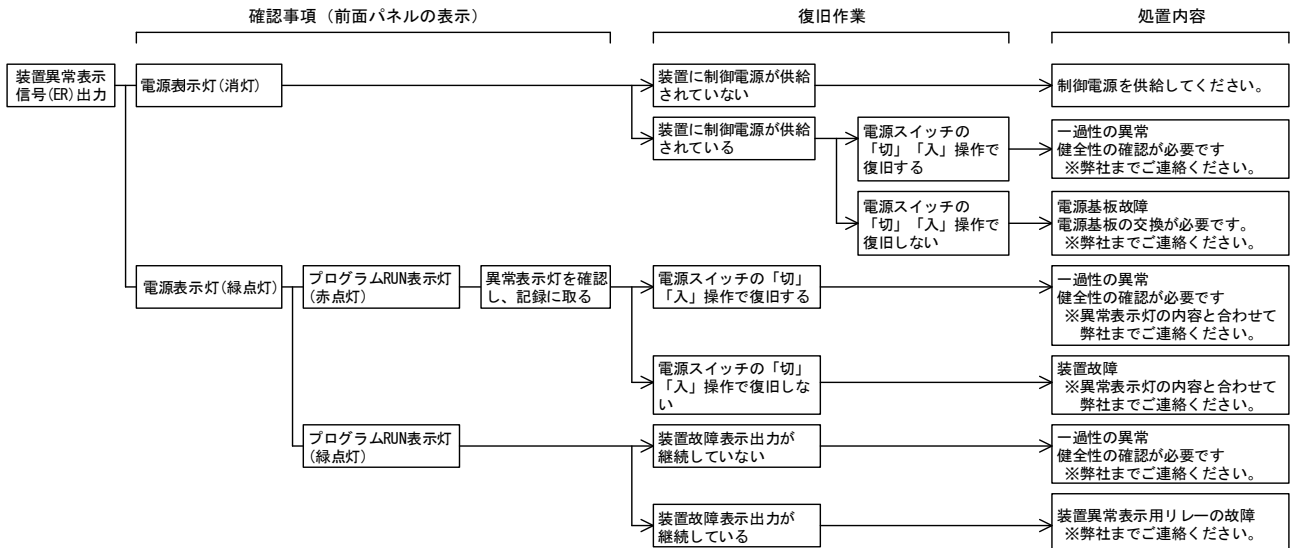 確認事項（前面パネルの表示）
復旧作業
処置内容
装置異常表示
信号(ER)出力
電源表示灯(消灯)
装置に制御電源が供給
されていない
制御電源を供給してください。
装置に制御電源が供給
されている
電源スイッチの
「切」「入」操作で
復旧する
一過性の異常
健全性の確認が必要です
※弊社までご連絡ください。
電源スイッチの
「切」「入」操作で
復旧しない
電源基板故障
電源基板の交換が必要です。
※弊社までご連絡ください。
電源表示灯(緑点灯)
プログラムRUN表示灯
(赤点灯)
異常表示灯を確認
し、記録に取る
電源スイッチの「切」
「入」操作で復旧する
一過性の異常
健全性の確認が必要です
※異常表示灯の内容と合わせて
弊社までご連絡ください。
電源スイッチの「切」
「入」操作で復旧しな
い
装置故障
※異常表示灯の内容と合わせて
弊社までご連絡ください。
プログラムRUN表示灯
(緑点灯)
装置故障表示出力が
継続していない
一過性の異常
健全性の確認が必要です
※弊社までご連絡ください。
装置故障表示出力が
継続している
装置異常表示用リレーの故障
※弊社までご連絡ください。